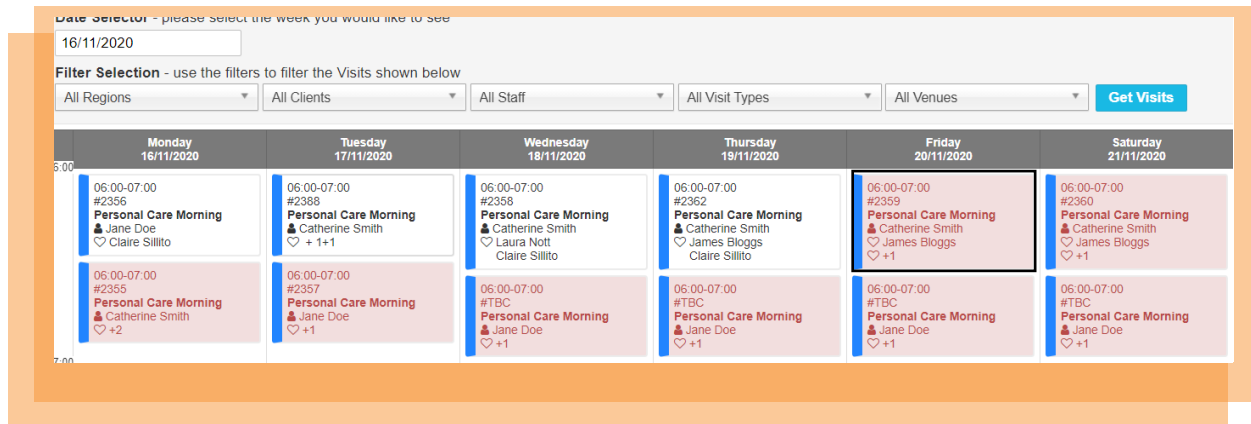 Date Selector - please select the week you would like to see
16/11/2020
Filter Selection - use the filters to filter the Visits shown below
All Regions All Clients All Staff All Visit Types All Venues Get Visits
Monday Tuesday Wednesday Thursday Friday Saturday
16/11/2020 17/11/2020 18/11/2020 19/11/2020 20/11/2020 21/11/2020
6:00
06:00-07:00
#2356
Personal Care Morning
Jane Doe
Claire Sillito
06:00-07:00
#2355
Personal Care Morning
Catherine Smith
+2
06:00-07:00
#2388
Personal Care Morning
Catherine Smith
+ 1+1
06:00-07:00
#2357
Personal Care Morning
Jane Doe
+1
06:00-07:00
#2358
Personal Care Morning
Catherine Smith
Laura Nott
Claire Sillito
06:00-07:00
#TBC
Personal Care Morning
Jane Doe
+1
06:00-07:00
#2362
Personal Care Morning
Catherine Smith
James Bloggs
Claire Sillito
06:00-07:00
#TBC
Personal Care Morning
Jane Doe
+1
06:00-07:00
#2359
Personal Care Morning
Catherine Smith
James Bloggs
+1
06:00-07:00
#TBC
Personal Care Morning
Jane Doe
+1
06:00-07:00
#2360
Personal Care Morning
Catherine Smith
James Bloggs
+1
06:00-07:00
#TBC
Personal Care Morning
Jane Doe
+1
7:00